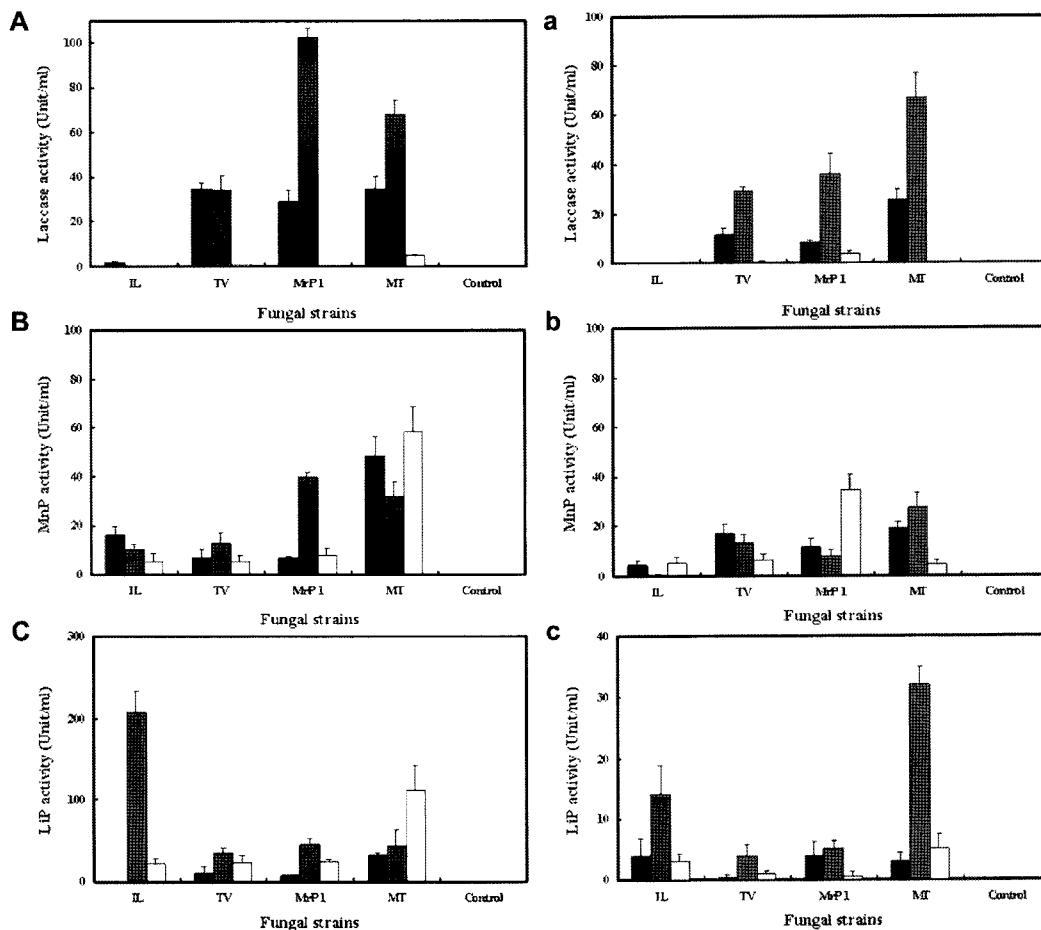 A
Laccase activity (Unit/ml)
100
80
60
40
20
0
IL TV MrP1 MT Control
Fungal strains
a
Laccase activity (Unit/ml)
100
80
60
40
20
0
IL TV MrP1 MT Control
Fungal strains
B
MnP activity (Unit/ml)
100
80
60
40
20
0
IL TV MrP1 MT Control
Fungal strains
b
MnP activity (Unit/ml)
100
80
60
40
20
0
IL TV MrP1 MT Control
Fungal strains
C
LiP activity (Unit/ml)
300
200
100
0
IL TV MrP1 MT Control
Fungal strains
c
LiP activity (Unit/ml)
40
30
20
10
0
IL TV MrP1 MT Control
Fungal strains